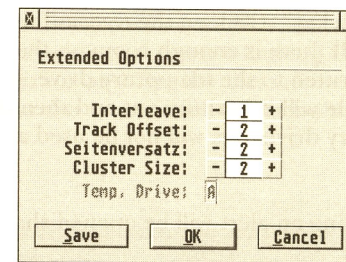 Extended Options
Interleave: - 1 +
Track Offset: - 2 +
Seitenversatz: - 2 +
Cluster Size: - 2 +
Temp. Drive: A
Save OK Cancel